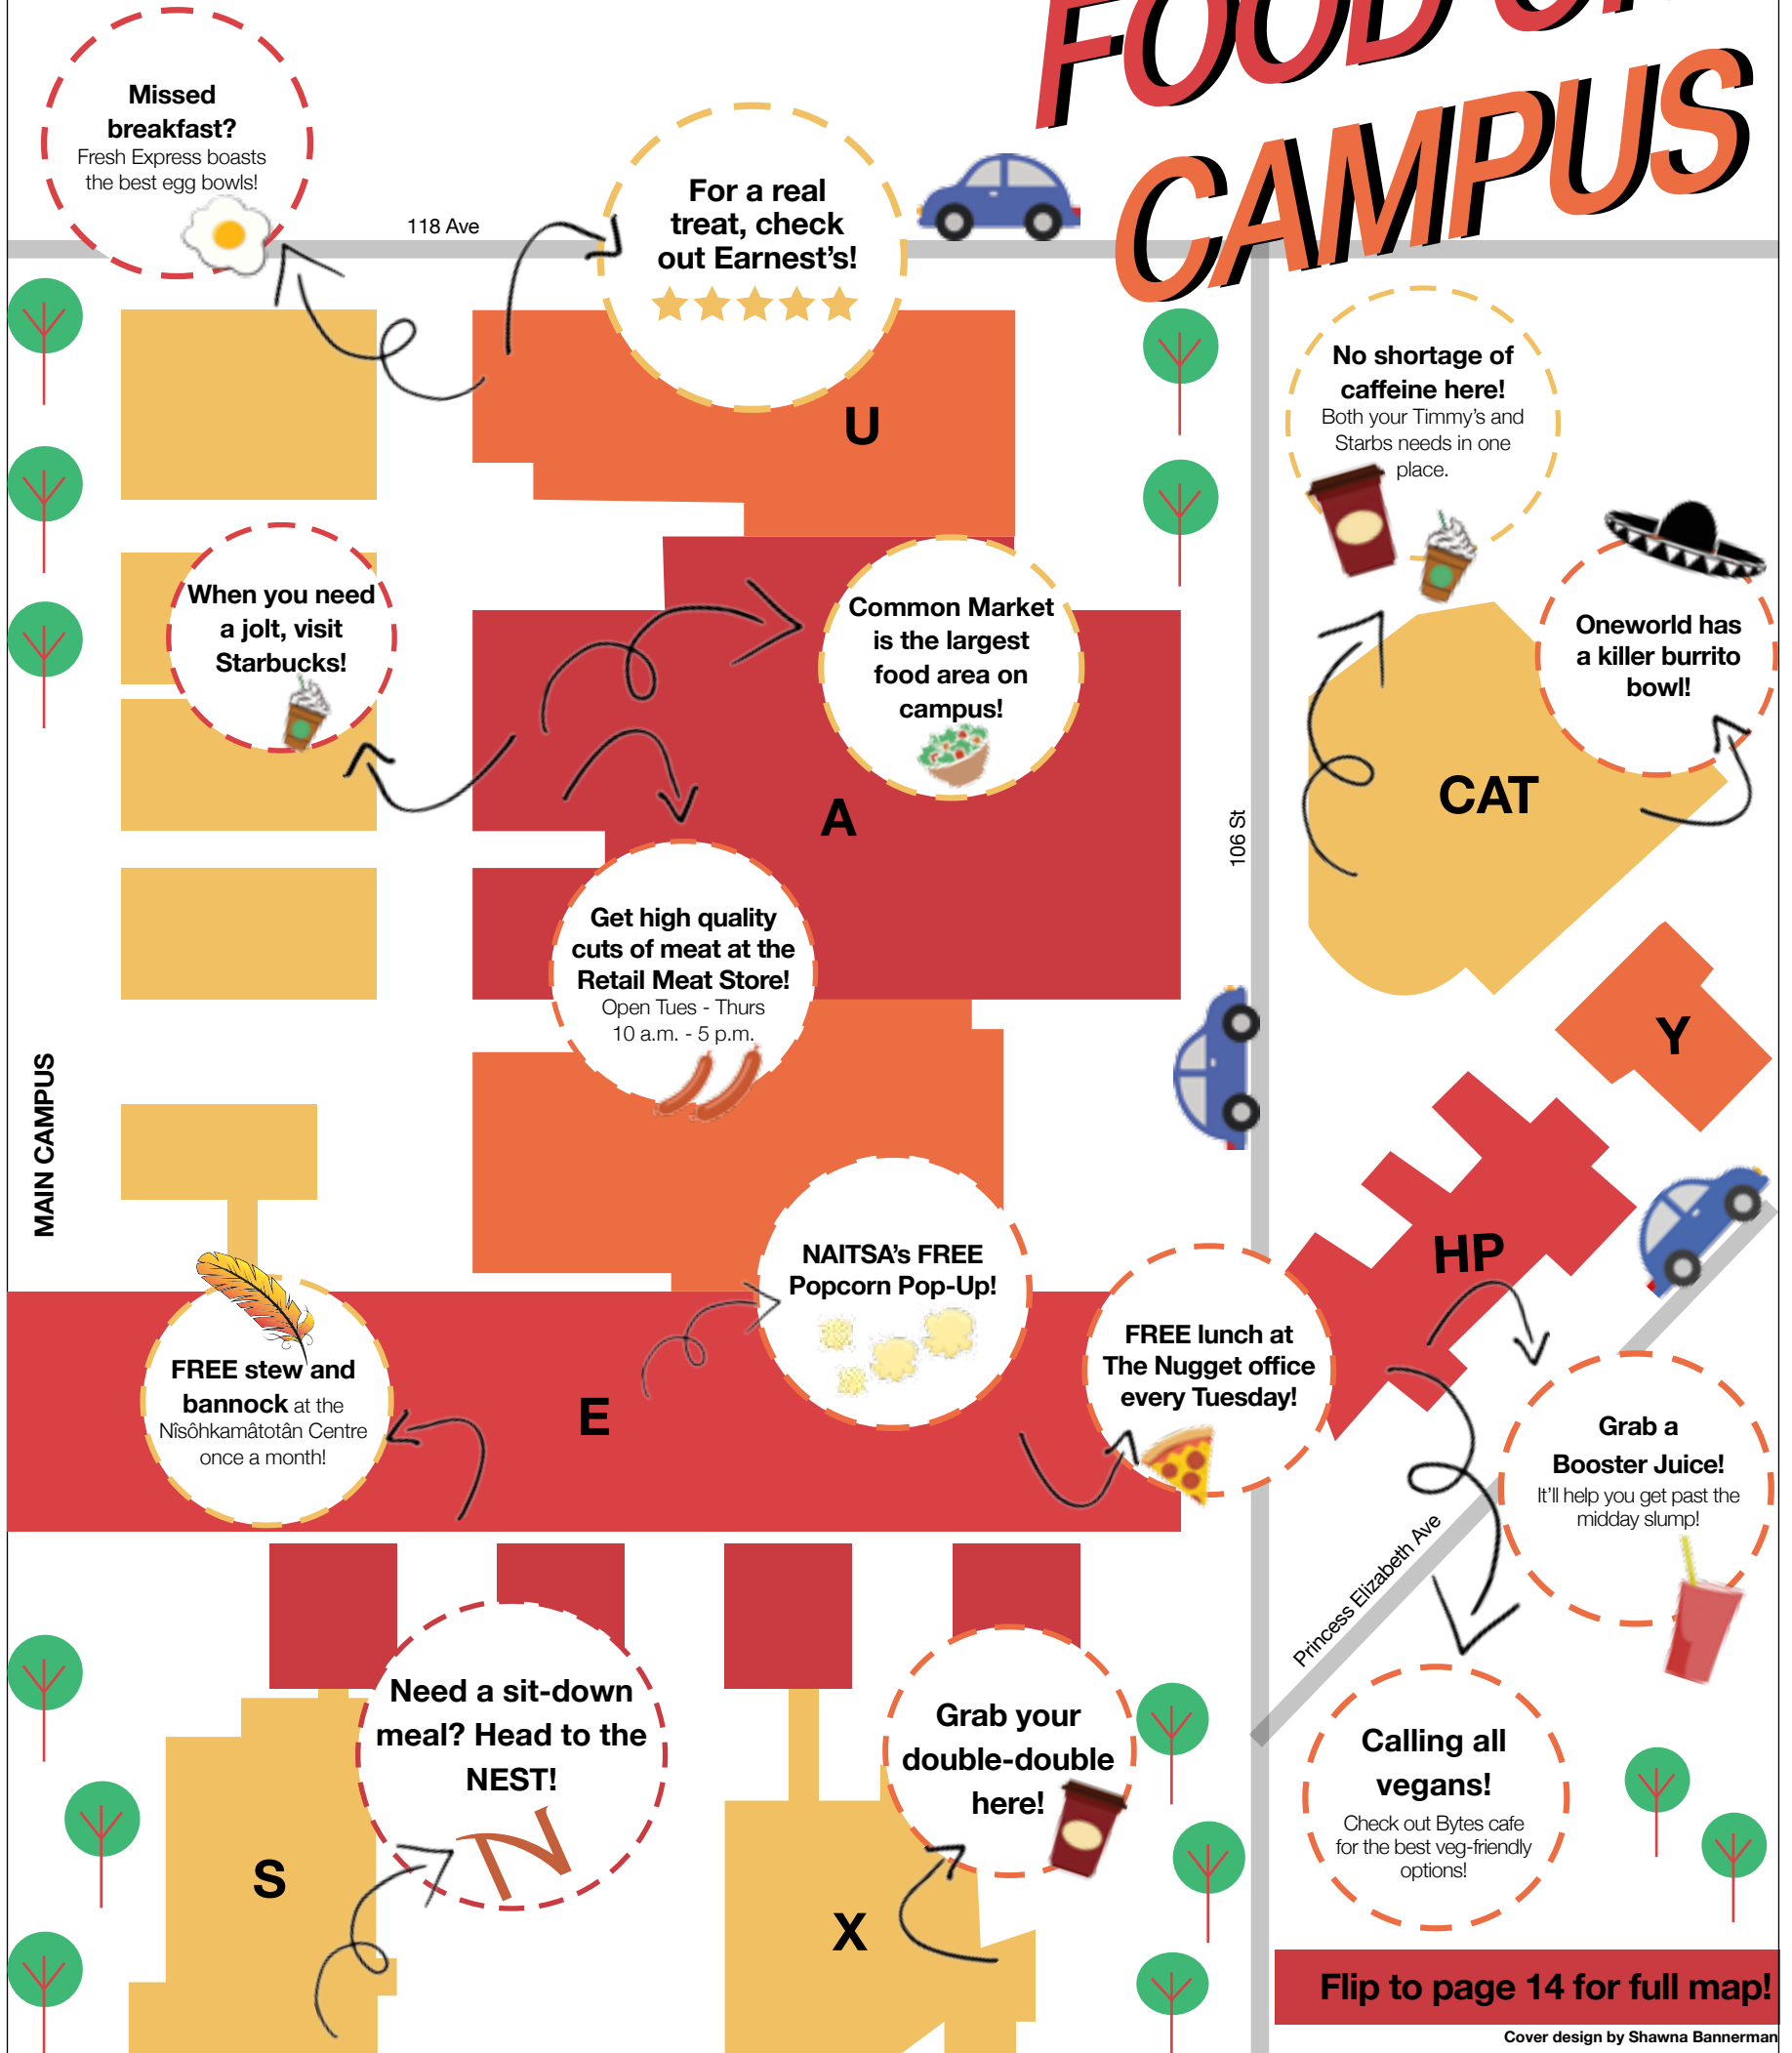 FOOD
CAMPUS
Missed
breakfast?
Fresh Express boasts
the best egg bowls!
118 Ave
For a real
treat, check
out Earnest’s!
U
No shortage of
caffeine here!
Both your Timmy’s and
Starbs needs in one
place.
When you need
a jolt, visit
Starbucks!
Common Market
is the largest
food area on
campus!
Oneworld has
a killer burrito
bowl!
A
106 St
CAT
Get high quality
cuts of meat at the
Retail Meat Store!
Open Tues - Thurs
10 a.m. - 5 p.m.
Y
MAIN CAMPUS
HP
NAITSA’s FREE
Popcorn Pop-Up!
FREE stew and
bannock at the
Nîsôhkamâtotân Centre
once a month!
E
FREE lunch at
The Nugget office
every Tuesday!
Grab a
Booster Juice!
It’ll help you get past the
midday slump!
Princess Elizabeth Ave
Need a sit-down
meal? Head to the
NEST!
N
Grab your
double-double
here!
Calling all
vegans!
Check out Bytes cafe
for the best veg-friendly
options!
S
X
Flip to page 14 for full map!
Cover design by Shawna Bannerman